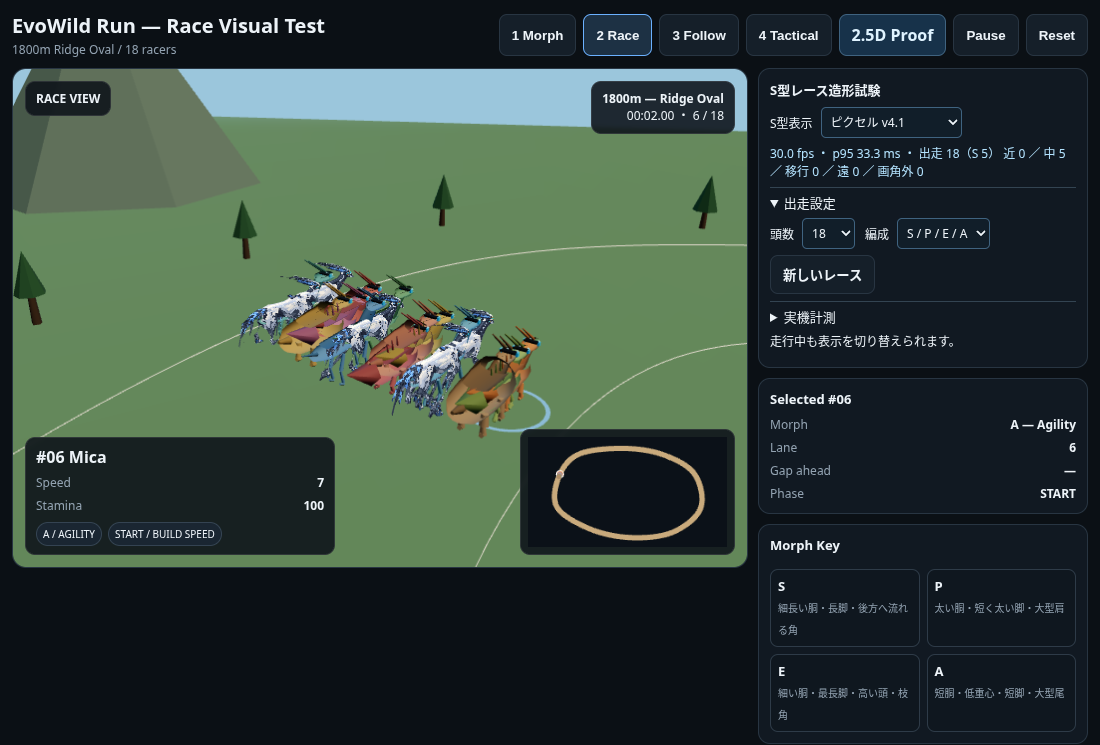 EvoWild Run — Race Visual Test
1800m Ridge Oval / 18 racers
1 Morph
2 Race
3 Follow
4 Tactical
2.5D Proof
Pause
Reset
RACE VIEW
1800m — Ridge Oval
00:02.00 • 6 / 18
#06 Mica
Speed 7
Stamina 100
A / AGILITY
START / BUILD SPEED
S型レース造形試験
S型表示 ピクセル v4.1
30.0 fps ・ p95 33.3 ms ・ 出走 18（S 5） 近 0 ／ 中 5
／ 移行 0 ／ 遠 0 ／ 画角外 0
▼ 出走設定
頭数 18 編成 S / P / E / A
新しいレース
▶ 実機計測
走行中も表示を切り替えられます。
Selected #06
Morph A — Agility
Lane 6
Gap ahead —
Phase START
Morph Key
S
細長い胴・長脚・後方へ流れ
る角
P
太い胴・短く太い脚・大型肩
E
細い胴・最長脚・高い頭・枝
角
A
短胴・低重心・短脚・大型尾